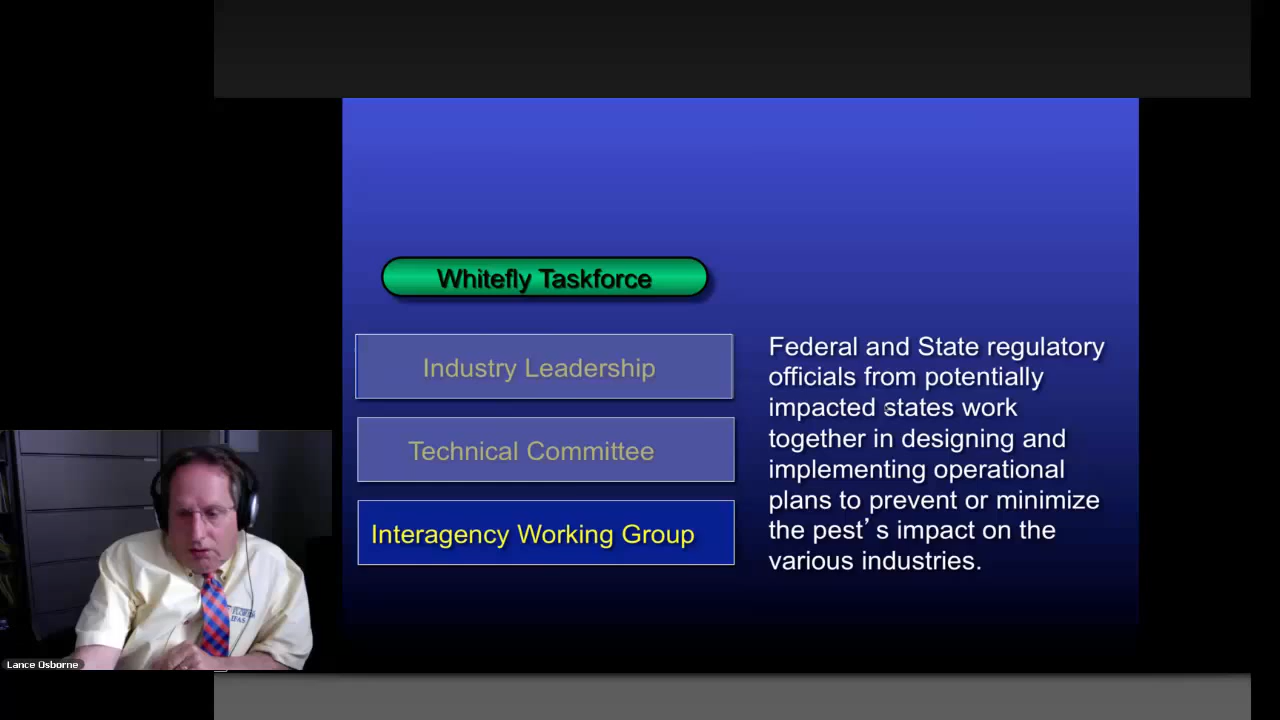 Whitefly Taskforce
Industry Leadership
Technical Committee
Interagency Working Group
Federal and State regulatory
officials from potentially
impacted states work
together in designing and
implementing operational
plans to prevent or minimize
the pest’s impact on the
various industries.
FLORIDA
IFAS
Lance Osborne